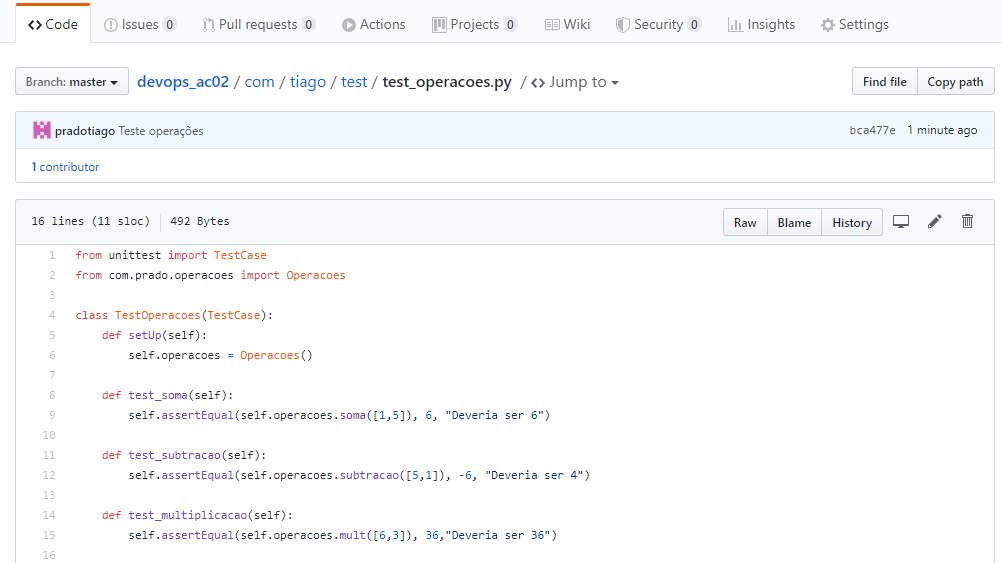 Code Issues 0 Pull requests 0 Actions Projects 0 Wiki Security 0 Insights Settings
Branch: master devops_ac02 / com / tiago / test / test_operacoes.py / Jump to Find file Copy path
pradotiago Teste operações bca477e 1 minute ago
1 contributor
16 lines (11 sloc) 492 Bytes Raw Blame History
1 from unittest import TestCase
2 from com.prado.operacoes import Operacoes
3
4 class TestOperacoes(TestCase):
5     def setUp(self):
6         self.operacoes = Operacoes()
7
8     def test_soma(self):
9         self.assertEqual(self.operacoes.soma([1,5]), 6, "Deveria ser 6")
10
11     def test_subtracao(self):
12         self.assertEqual(self.operacoes.subtracao([5,1]), -6, "Deveria ser 4")
13
14     def test_multiplicacao(self):
15         self.assertEqual(self.operacoes.mult([6,3]), 36,"Deveria ser 36")
16